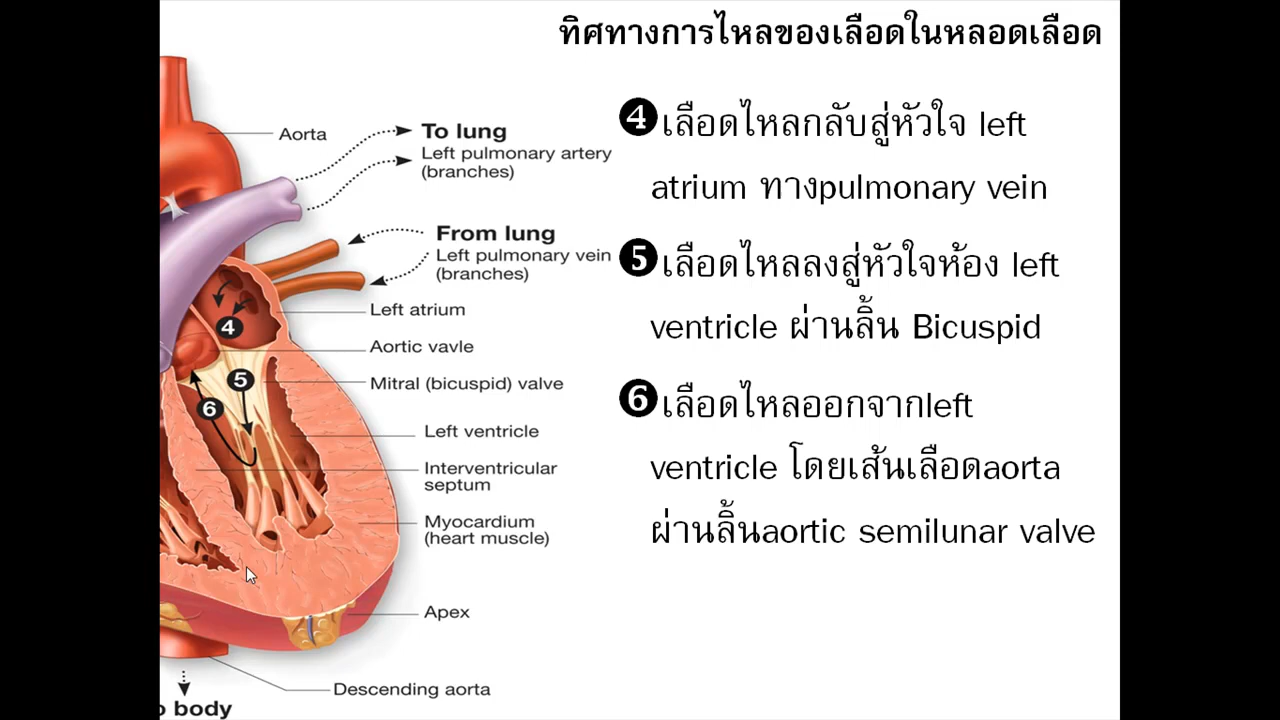 ทิศทางการไหลของเลือดในหลอดเลือด
Aorta
To lung
Left pulmonary artery
(branches)
From lung
Left pulmonary vein
(branches)
Left atrium
4
Aortic vavle
5
Mitral (bicuspid) valve
6
Left ventricle
Interventricular
septum
Myocardium
(heart muscle)
Apex
Descending aorta
o body
❹เลือดไหลกลับสู่หัวใจ left
atrium ทางpulmonary vein
❺เลือดไหลลงสู่หัวใจห้อง left
ventricle ผ่านลิ้น Bicuspid
❻เลือดไหลออกจากleft
ventricle โดยเส้นเลือดaorta
ผ่านลิ้นaortic semilunar valve